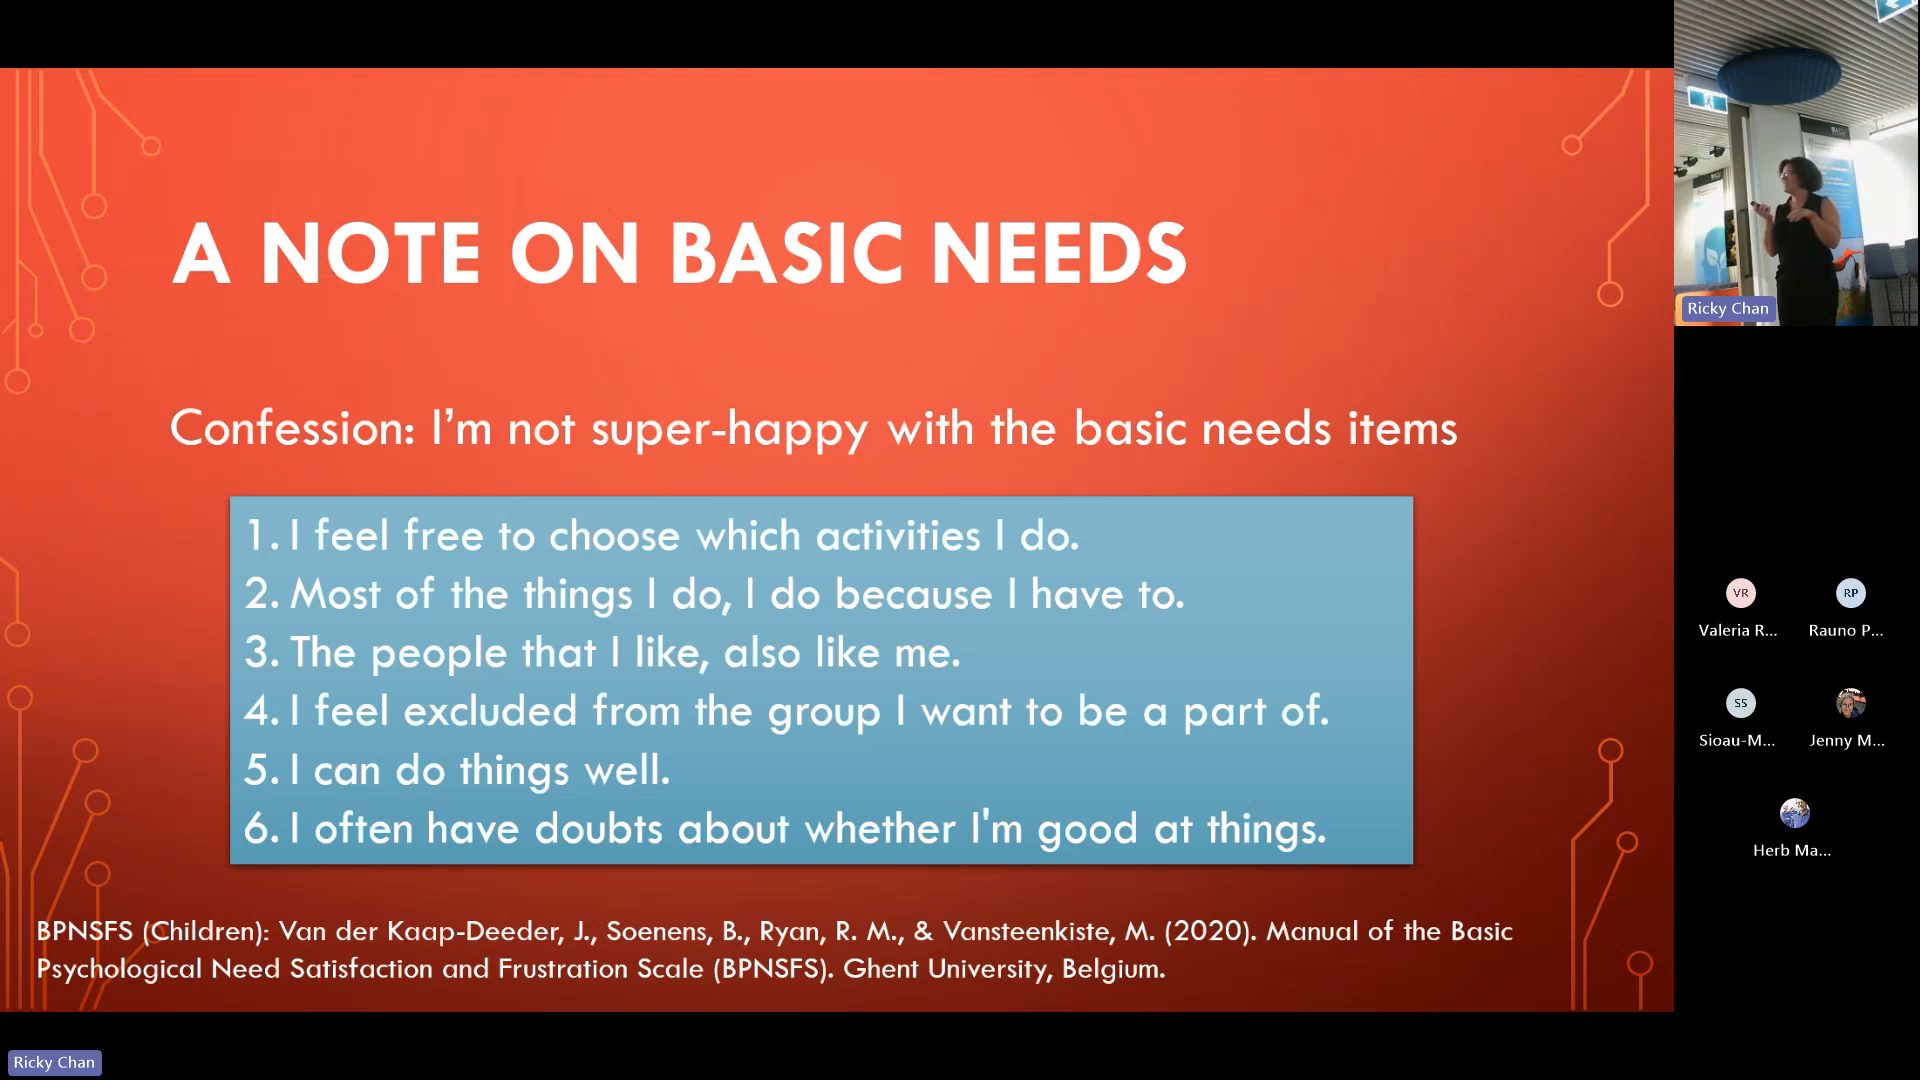 A NOTE ON BASIC NEEDS
Confession: I'm not super-happy with the basic needs items
1. I feel free to choose which activities I do.
2. Most of the things I do, I do because I have to.
3. The people that I like, also like me.
4. I feel excluded from the group I want to be a part of.
5. I can do things well.
6. I often have doubts about whether I'm good at things.
BPNSFS (Children): Van der Kaap-Deeder, J., Soenens, B., Ryan, R. M., & Vansteenkiste, M. (2020). Manual of the Basic
Psychological Need Satisfaction and Frustration Scale (BPNSFS). Ghent University, Belgium.
Ricky Chan
Ricky Chan
VR
RP
Valeria R...
Rauno P...
SS
Sioau-M...
Jenny M...
Herb Ma...